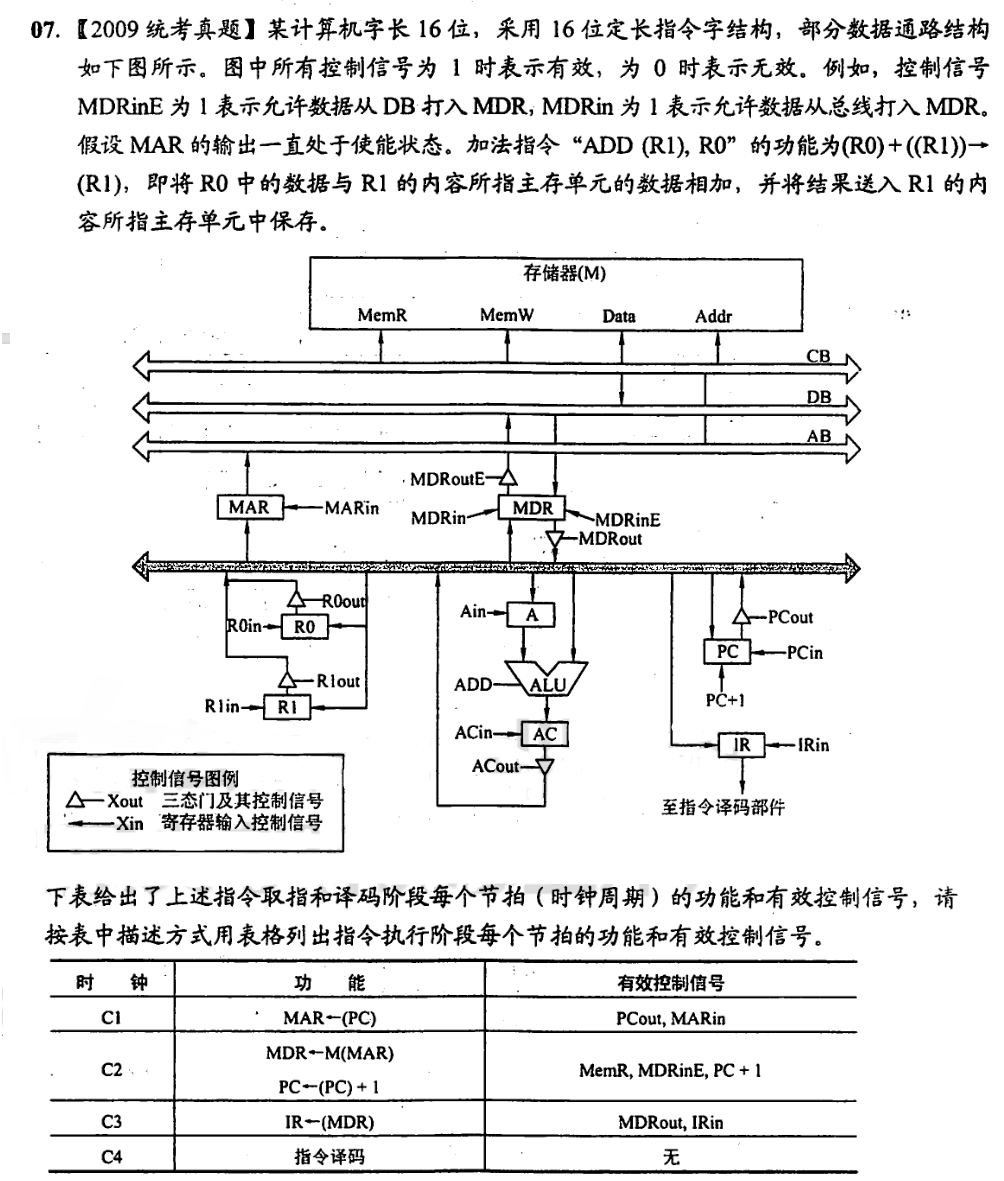 07.【2009统考真题】某计算机字长16位，采用16位定长指令字结构，部分数据通路结构
如下图所示。图中所有控制信号为 1 时表示有效，为 0 时表示无效。例如，控制信号
MDRinE 为 1 表示允许数据从 DB 打入 MDR，MDRin 为 1 表示允许数据从总线打入 MDR。
假设 MAR 的输出一直处于使能状态。加法指令“ADD (R1), R0”的功能为(R0)+((R1))→
(R1)，即将 R0 中的数据与 R1 的内容所指主存单元的数据相加，并将结果送入 R1 的内
容所指主存单元中保存。
存储器(M)
MemR MemW Data Addr
CB
DB
AB
MDRoutE
MAR MARin MDRin MDR MDRinE
MDRout
R0out
R0in R0
Ain A
PCout
PC PCin
R1out
R1in R1
ADD ALU
PC+1
ACin AC
IR IRin
ACout
控制信号图例
Xout 三态门及其控制信号
Xin 寄存器输入控制信号
至指令译码部件
下表给出了上述指令取指和译码阶段每个节拍（时钟周期）的功能和有效控制信号，请
按表中描述方式用表格列出指令执行阶段每个节拍的功能和有效控制信号。
时 钟 功 能 有效控制信号
C1 MAR←(PC) PCout, MARin
C2 MDR←M(MAR)
PC←(PC) + 1 MemR, MDRinE, PC + 1
C3 IR←(MDR) MDRout, IRin
C4 指令译码 无